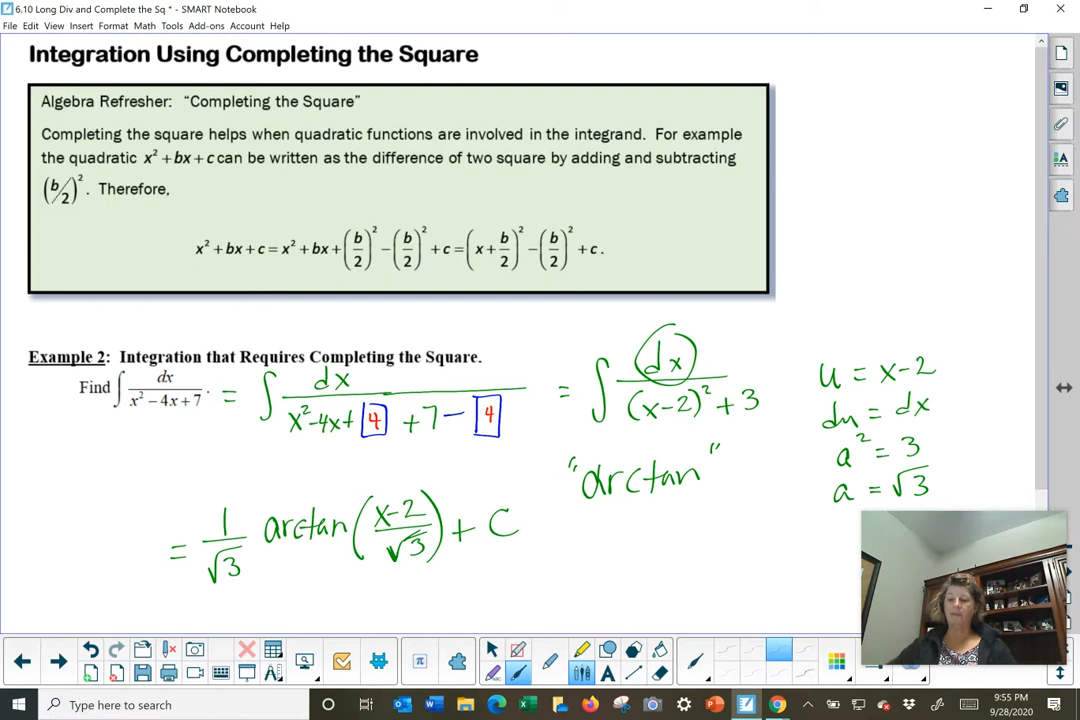 6.10 Long Div and Complete the Sq * - SMART Notebook
File Edit View Insert Format Math Tools Add-ons Account Help
Integration Using Completing the Square
Algebra Refresher: “Completing the Square”
Completing the square helps when quadratic functions are involved in the integrand. For example
the quadratic x² + bx + c can be written as the difference of two square by adding and subtracting
(b/2)². Therefore,
x² + bx + c = x² + bx + (b/2)² − (b/2)² + c = (x + b/2)² − (b/2)² + c.
Example 2: Integration that Requires Completing the Square.
Find ∫ dx / x² − 4x + 7 . = ∫ dx / x² − 4x + 4 + 7 − 4 = ∫ dx / (x−2)² + 3
u = x−2
du = dx
a² = 3
a = √3
"arctan"
= 1/√3 arctan(x−2/√3) + C
Type here to search
9:55 PM
9/28/2020